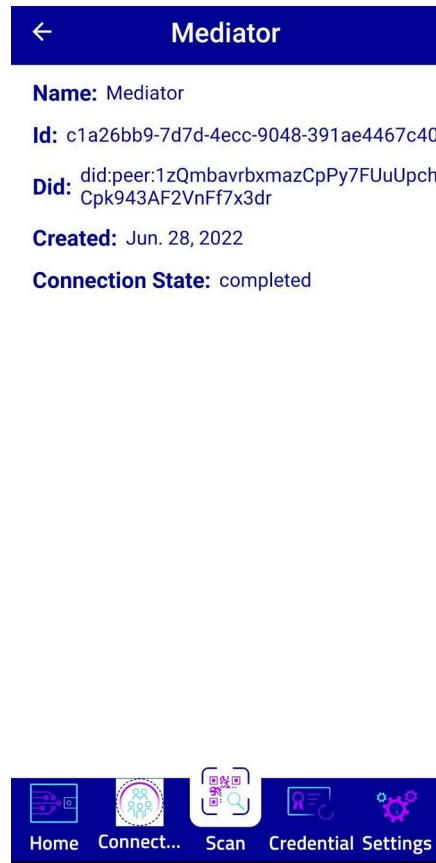 Mediator
Name: Mediator
Id: c1a26bb9-7d7d-4ecc-9048-391ae4467c40
Did: did:peer:1zQmbavrbxmazCpPy7FUuUpch
Cpk943AF2VnFf7x3dr
Created: Jun. 28, 2022
Connection State: completed
Home Connect... Scan Credential Settings